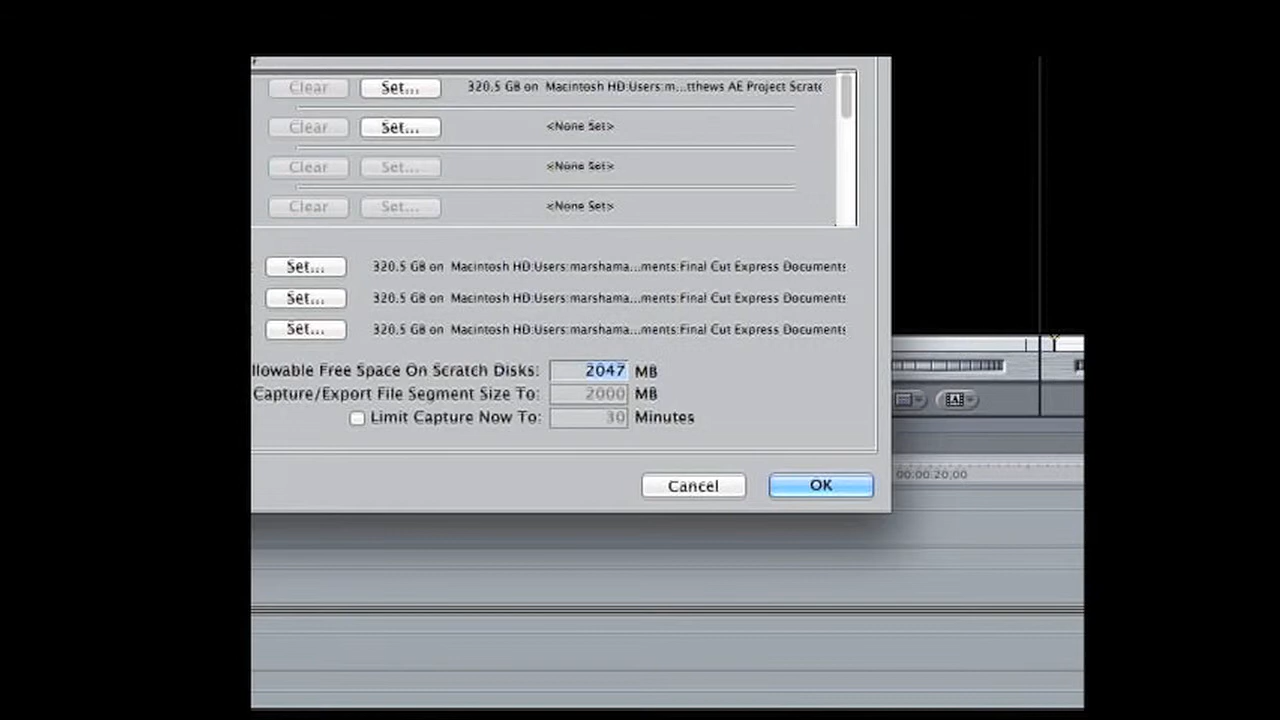 Clear Set... 320.5 GB on Macintosh HD:Users:m...tthews AE Project Scratc
Clear Set... <None Set>
Clear Set... <None Set>
Clear Set... <None Set>
Set... 320.5 GB on Macintosh HD:Users:marshama...ments:Final Cut Express Documents
Set... 320.5 GB on Macintosh HD:Users:marshama...ments:Final Cut Express Documents
Set... 320.5 GB on Macintosh HD:Users:marshama...ments:Final Cut Express Documents
llowable Free Space On Scratch Disks: 2047 MB
Capture/Export File Segment Size To: 2000 MB
Limit Capture Now To: 30 Minutes
00:00:20;00
Cancel OK